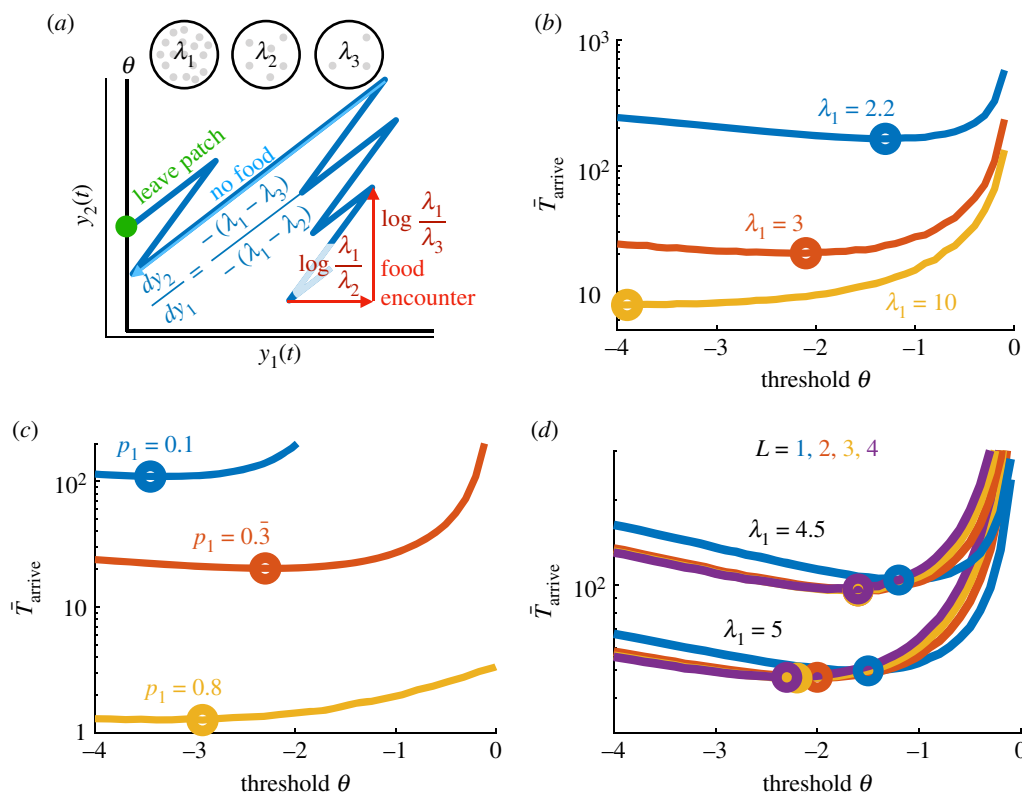 (a)
λ1 λ2 λ3
θ
leave patch
no food
dy2 / dy1 = –(λ1 – λ3) / –(λ1 – λ2)
log λ1/λ3
log λ1/λ2
food
encounter
y2(t)
y1(t)
(b)
10^3
10^2
10
T̄arrive
λ1 = 2.2
λ1 = 3
λ1 = 10
–4 –3 –2 –1 0
threshold θ
(c)
10^2
10
1
T̄arrive
p1 = 0.1
p1 = 0.3̄
p1 = 0.8
–4 –3 –2 –1 0
threshold θ
(d)
L = 1, 2, 3, 4
10^2
T̄arrive
λ1 = 4.5
λ1 = 5
–4 –3 –2 –1 0
threshold θ